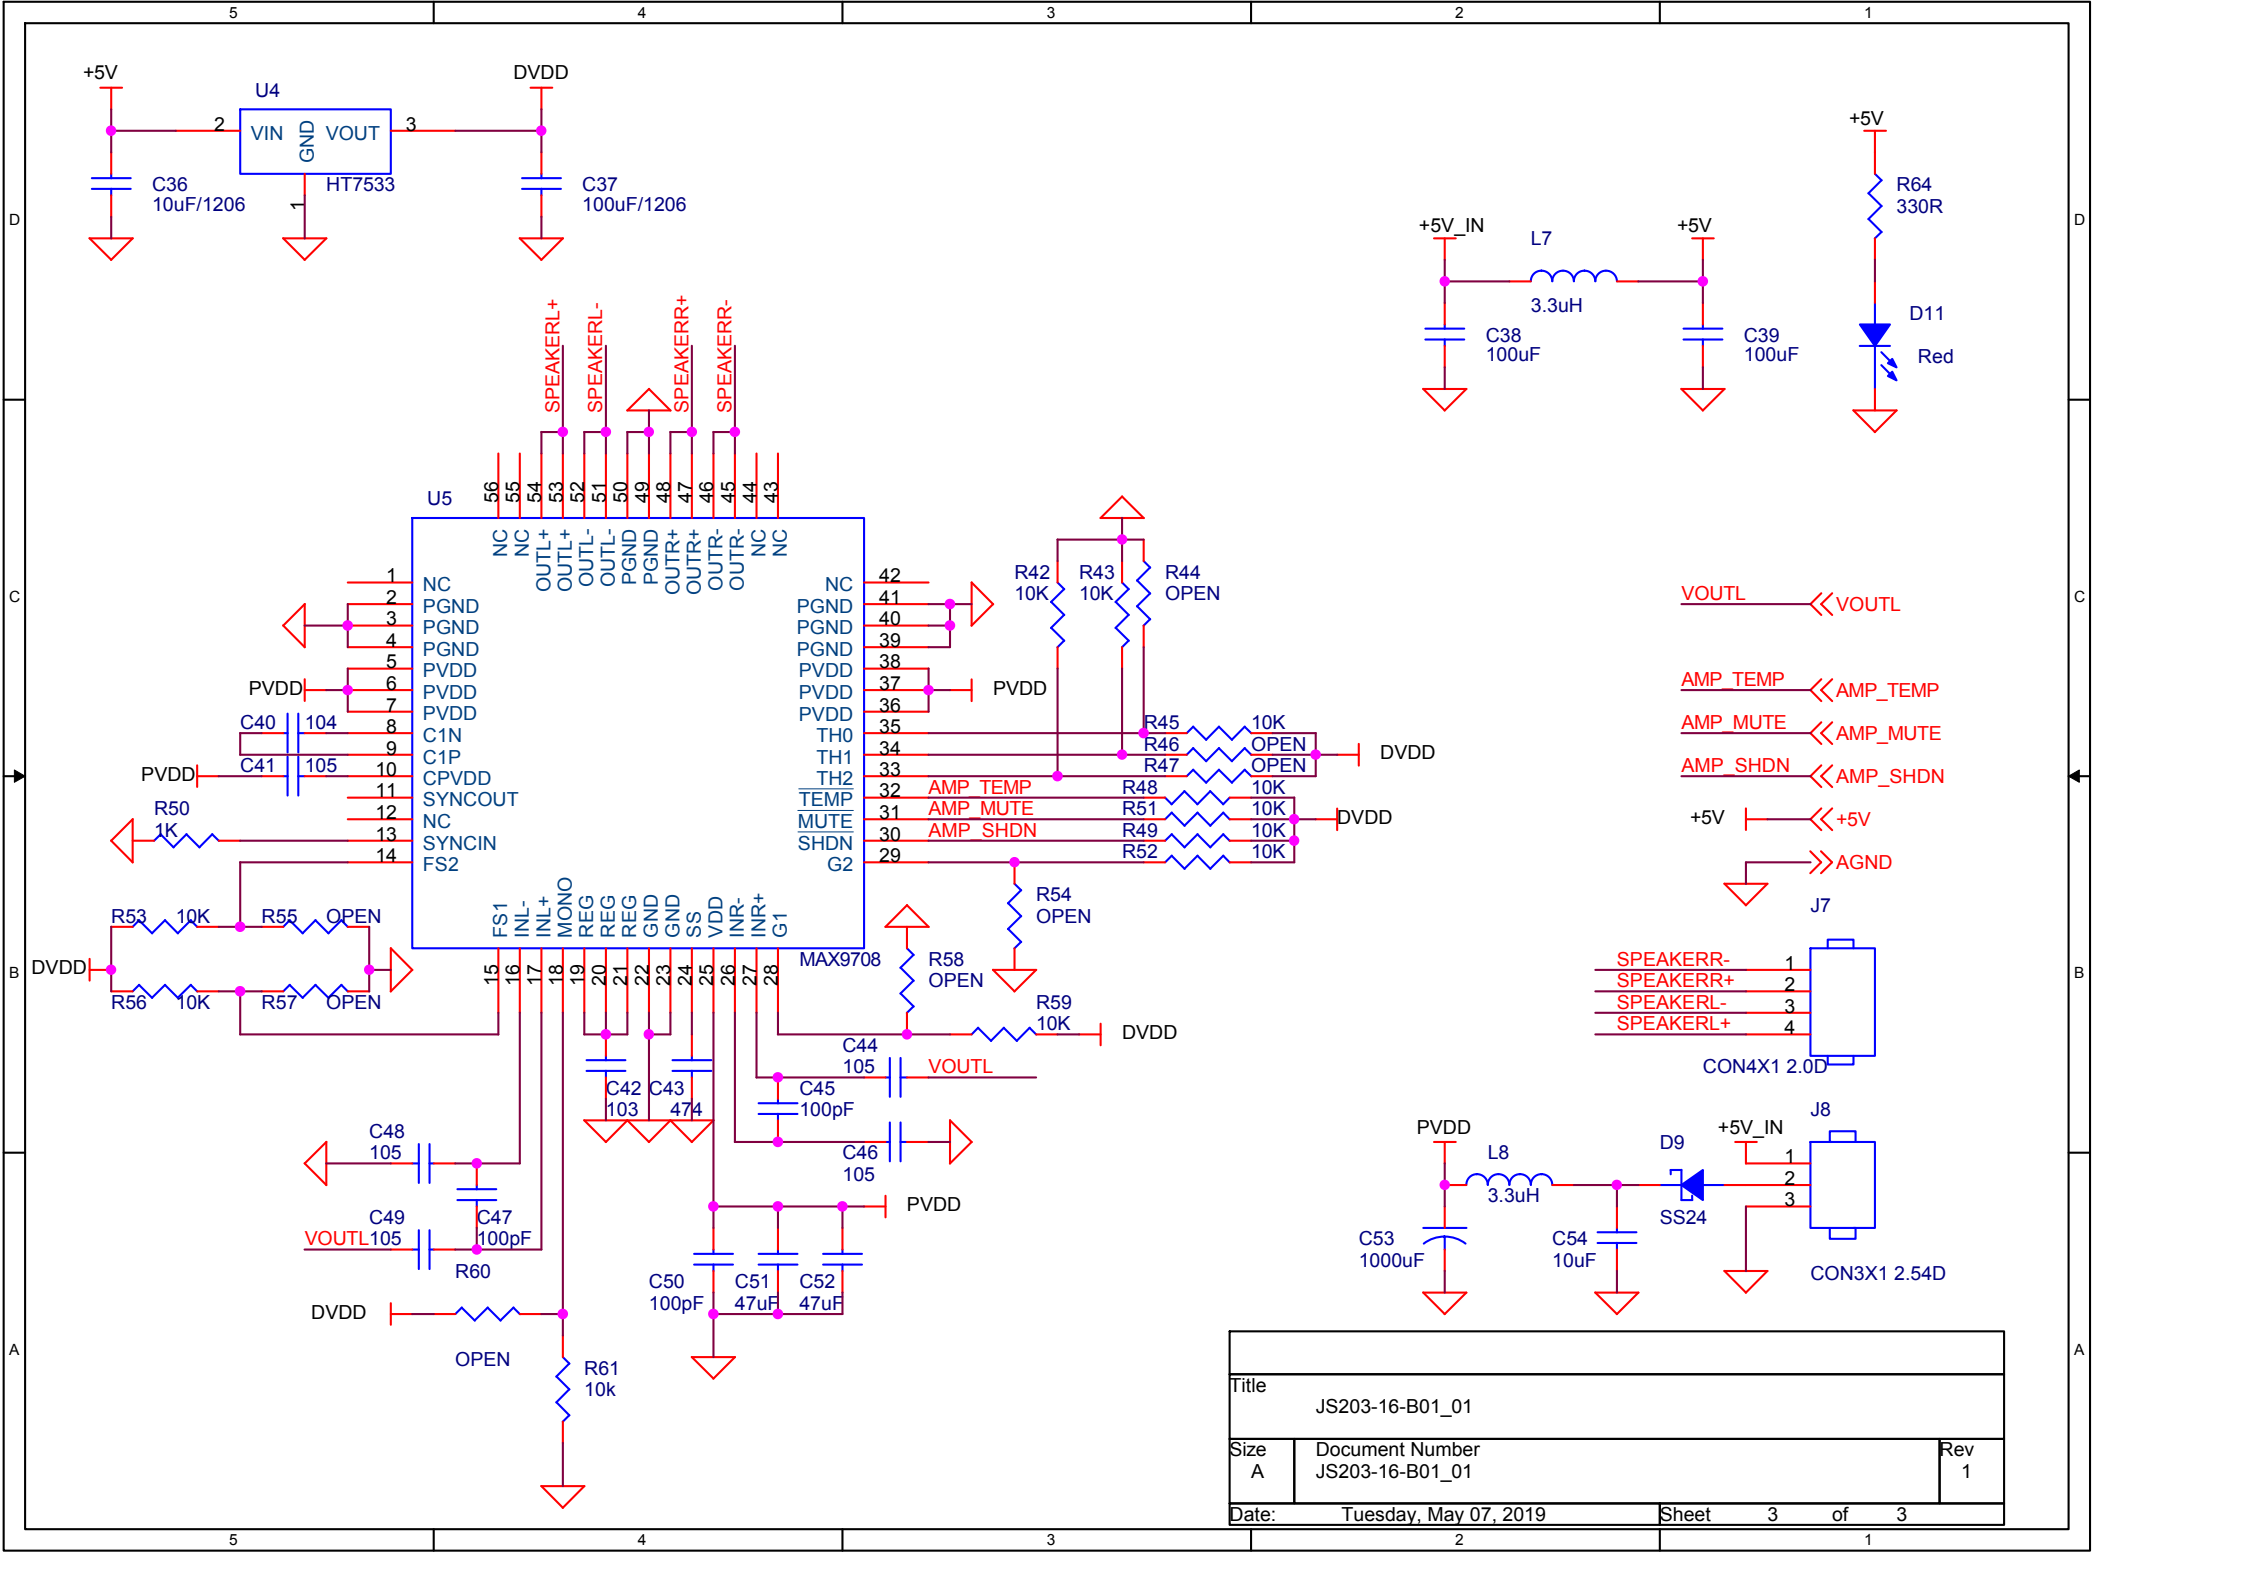 5 4 3 2 1
+5V
U4
DVDD
2 VIN GND VOUT 3
HT7533
1
C36
10uF/1206
C37
100uF/1206
+5V
R64
330R
D11
Red
+5V_IN
L7
+5V
3.3uH
C38
100uF
C39
100uF
D D
SPEAKERL+
SPEAKERL-
SPEAKERR+
SPEAKERR-
U5
56 55 54 53 52 51 50 49 48 47 46 45 44 43
NC NC OUTL+ OUTL+ OUTL- OUTL- PGND PGND OUTR+ OUTR+ OUTR- OUTR- NC NC
1 NC
2 PGND
3 PGND
4 PGND
5 PVDD
PVDD 6 PVDD
7 PVDD
C40 104 8 C1N
9 C1P
PVDD C41 105 10 CPVDD
11 SYNCOUT
12 NC
R50
1K
13 SYNCIN
14 FS2
NC 42
PGND 41
PGND 40
PGND 39
PVDD 38
PVDD 37 PVDD
PVDD 36
TH0 35 R45 10K
TH1 34 R46 OPEN DVDD
TH2 33 R47 OPEN
TEMP 32 AMP_TEMP R48 10K
MUTE 31 AMP_MUTE R51 10K DVDD
SHDN 30 AMP_SHDN R49 10K
G2 29 R52 10K
R42
10K
R43
10K
R44
OPEN
C C
VOUTL VOUTL
AMP_TEMP AMP_TEMP
AMP_MUTE AMP_MUTE
AMP_SHDN AMP_SHDN
+5V +5V
AGND
FS1 INL- INL+ MONO REG REG REG GND GND SS VDD INR- INR+ G1
15 16 17 18 19 20 21 22 23 24 25 26 27 28
MAX9708
R53 10K R55 OPEN
DVDD
R56 10K R57 OPEN
R54
OPEN
R58
OPEN
R59
10K
DVDD
B B
J7
SPEAKERR- 1
SPEAKERR+ 2
SPEAKERL- 3
SPEAKERL+ 4
CON4X1 2.0D
C44
105
VOUTL
C45
100pF
C46
105
C42
103
C43
474
C48
105
C49
VOUTL 105
C47
100pF
R60
DVDD
OPEN
R61
10k
PVDD
C50
100pF
C51
47uF
C52
47uF
PVDD
L8
3.3uH
D9
SS24
+5V_IN
J8
1
2
3
CON3X1 2.54D
C53
1000uF
C54
10uF
A A
Title
JS203-16-B01_01
Size
A
Document Number
JS203-16-B01_01
Rev
1
Date: Tuesday, May 07, 2019 Sheet 3 of 3
5 4 3 2 1